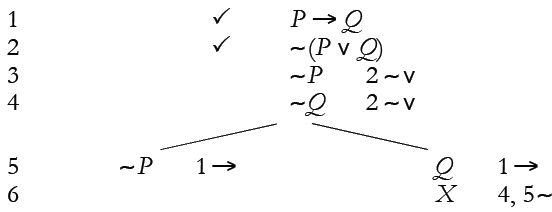 1 ✓ P → Q
2 ✓ ~(P ∨ Q)
3 ~P 2 ~∨
4 ~Q 2 ~∨
5 ~P 1 → Q 1 →
6 X 4, 5~